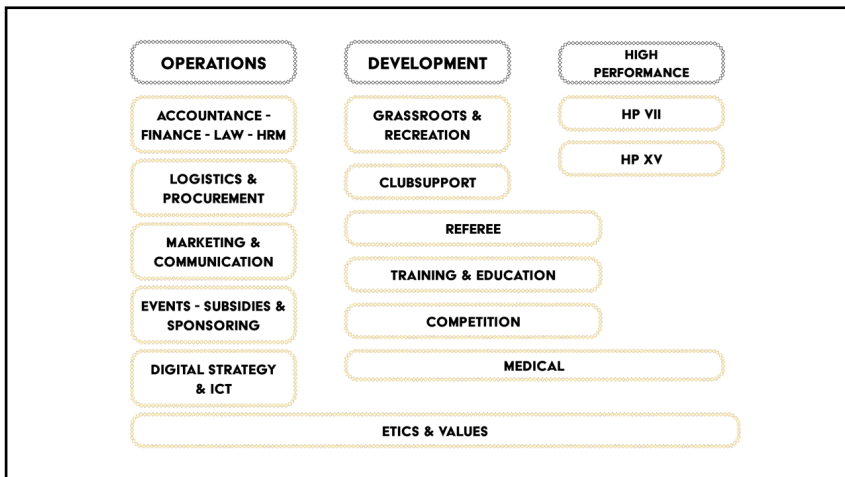 OPERATIONS
ACCOUNTANCE -
FINANCE - LAW - HRM
LOGISTICS &
PROCUREMENT
MARKETING &
COMMUNICATION
EVENTS - SUBSIDIES &
SPONSORING
DIGITAL STRATEGY
& ICT
DEVELOPMENT
GRASSROOTS &
RECREATION
CLUBSUPPORT
REFEREE
TRAINING & EDUCATION
COMPETITION
MEDICAL
HIGH
PERFORMANCE
HP VII
HP XV
ETICS & VALUES